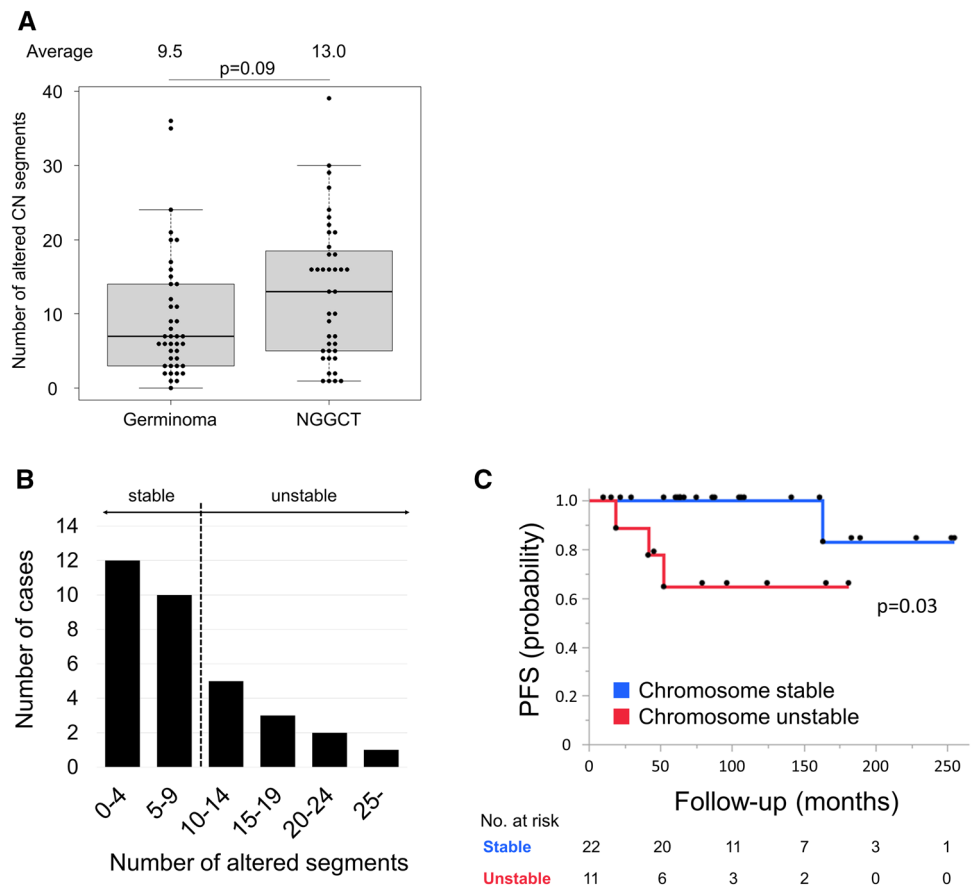 A
Average 9.5 13.0
p=0.09
Number of altered CN segments
40
30
20
10
0
Germinoma NGGCT
B
stable unstable
Number of cases
14
12
10
8
6
4
2
0
0-4 5-9 10-14 15-19 20-24 25-
Number of altered segments
C
PFS (probability)
1.0
0.8
0.6
0.4
0.2
0
p=0.03
Chromosome stable
Chromosome unstable
0 50 100 150 200 250
Follow-up (months)
No. at risk
Stable 22 20 11 7 3 1
Unstable 11 6 3 2 0 0